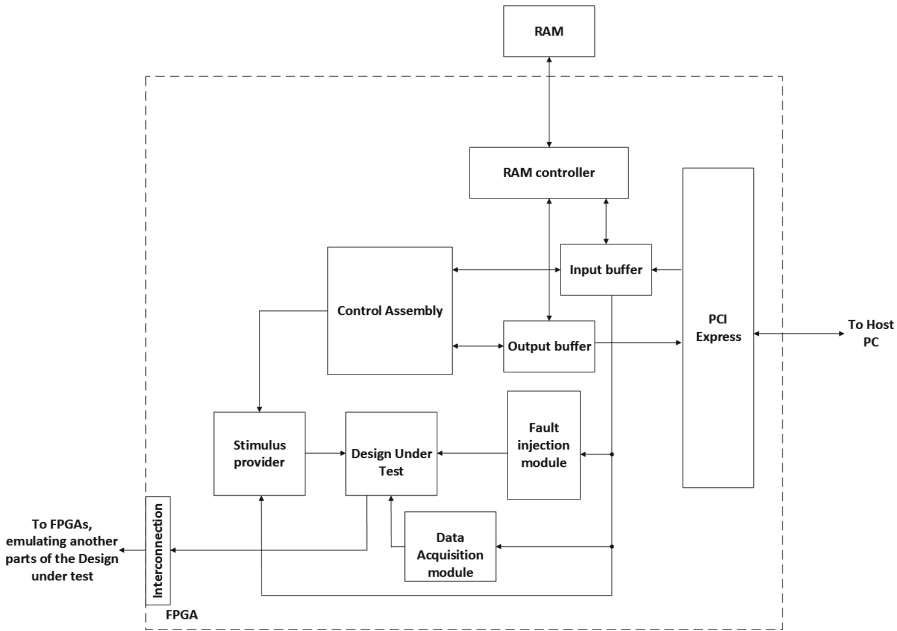 RAM
RAM controller
Input buffer
Control Assembly
PCI
Express
To Host
PC
Output buffer
Stimulus
provider
Design Under
Test
Fault
injection
module
Data
Acquisition
module
Interconnection
To FPGAs,
emulating another
parts of the Design
under test
FPGA